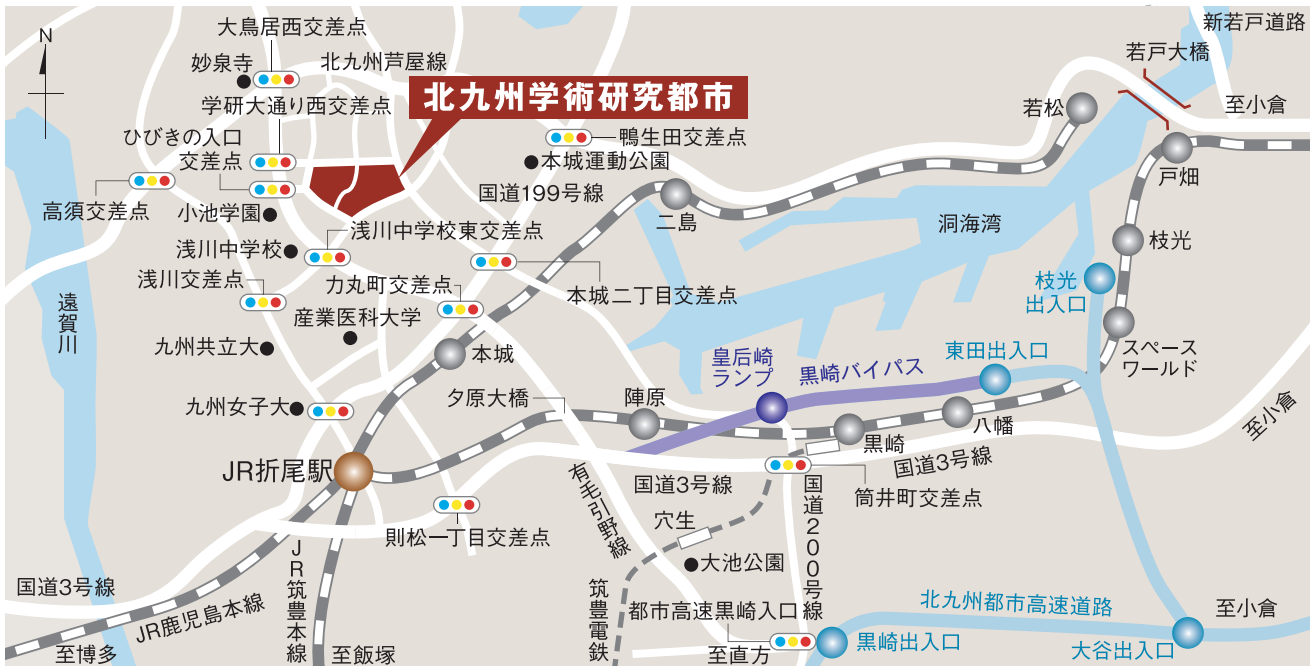 大鳥居西交差点
新若戸道路
N
妙泉寺
北九州芦屋線
若戸大橋
学研大通り西交差点
北九州学術研究都市
若松
至小倉
ひびきの入口
交差点
鴨生田交差点
本城運動公園
戸畑
高須交差点
小池学園
国道199号線
二島
洞海湾
浅川中学校
浅川中学校東交差点
枝光
浅川交差点
力丸町交差点
本城二丁目交差点
枝光
出入口
遠賀川
産業医科大学
九州共立大
本城
皇后崎
ランプ
黒崎バイパス
東田出入口
スペース
ワールド
九州女子大
夕原大橋
陣原
黒崎
八幡
至小倉
JR折尾駅
有毛引野線
国道3号線
国道3号線
筒井町交差点
則松一丁目交差点
穴生
国道200号線
大池公園
国道3号線
JR鹿児島本線
JR筑豊本線
筑豊電鉄
都市高速黒崎入口
北九州都市高速道路
至小倉
至博多
至飯塚
至直方
黒崎出入口
大谷出入口